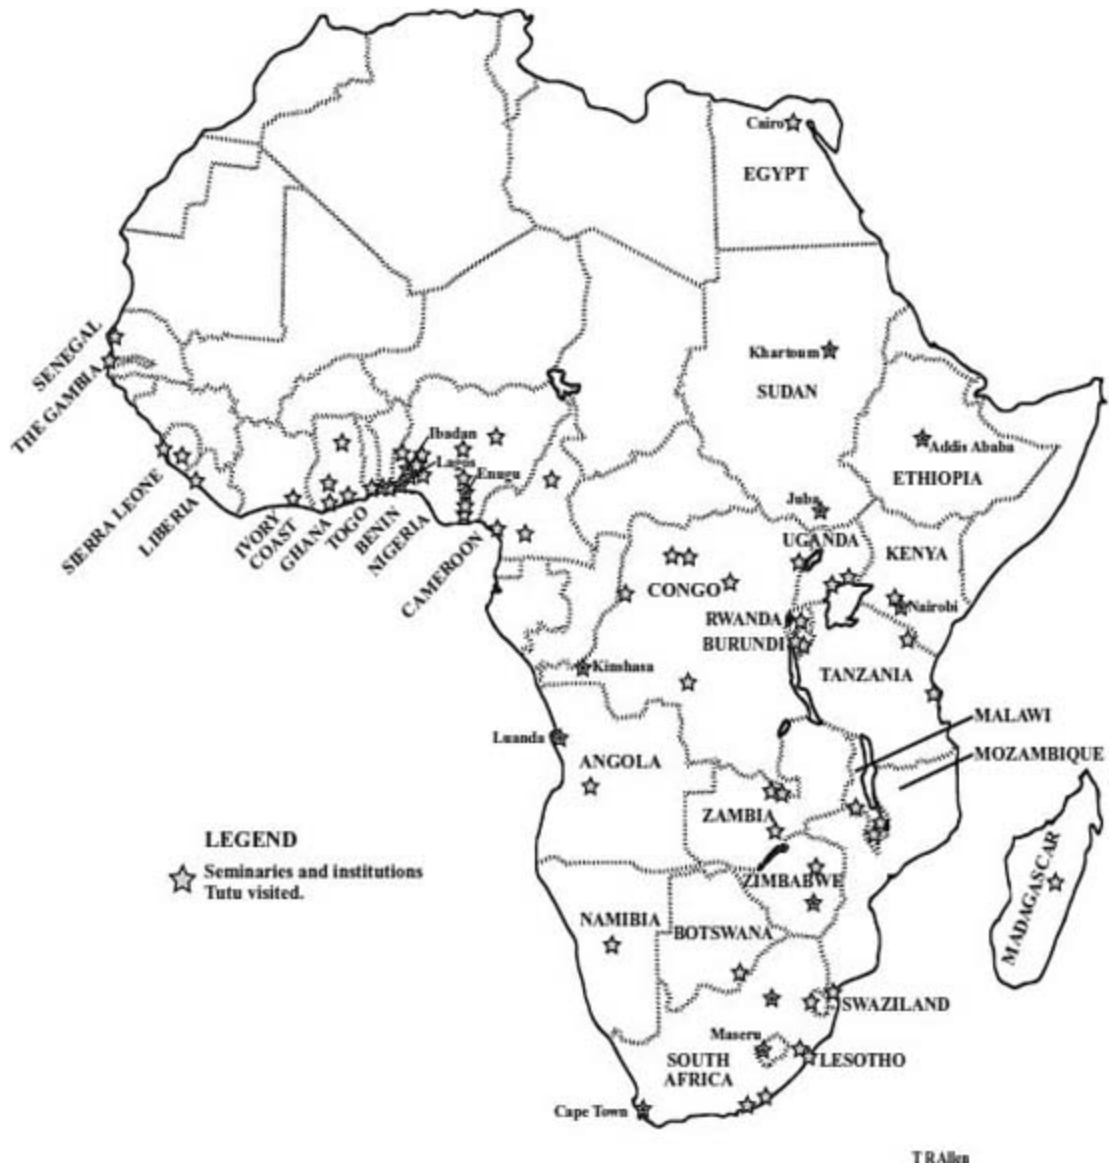 Cairo
EGYPT
SENEGAL
THE GAMBIA
Khartoum
SUDAN
Ibadan
Lagos
Enugu
Addis Ababa
ETHIOPIA
SIERRA LEONE
LIBERIA
IVORY
COAST
GHANA
TOGO
BENIN
NIGERIA
CAMEROON
Juba
UGANDA
KENYA
CONGO
Nairobi
RWANDA
BURUNDI
Kinshasa
TANZANIA
MALAWI
Luanda
ANGOLA
MOZAMBIQUE
ZAMBIA
LEGEND
Seminaries and institutions
Tutu visited.
ZIMBABWE
MADAGASCAR
NAMIBIA
BOTSWANA
SWAZILAND
Maseru
LESOTHO
SOUTH
AFRICA
Cape Town
T RAllen